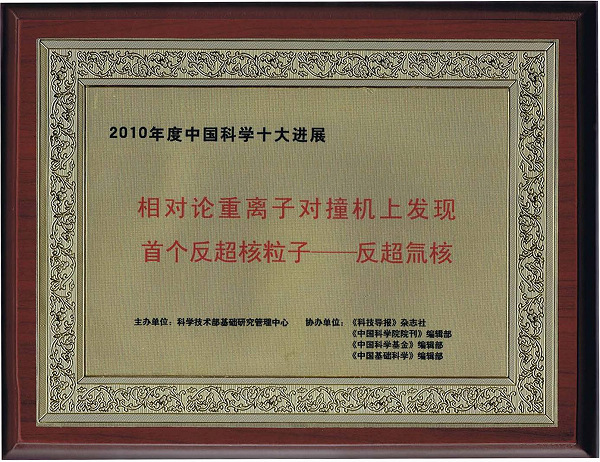 2010年度中国科学十大进展
相对论重离子对撞机上发现
首个反超核粒子——反超氚核
主办单位：科学技术部基础研究管理中心 协办单位：《科技导报》杂志社
《中国科学院院刊》编辑部
《中国科学基金》编辑部
《中国基础科学》编辑部